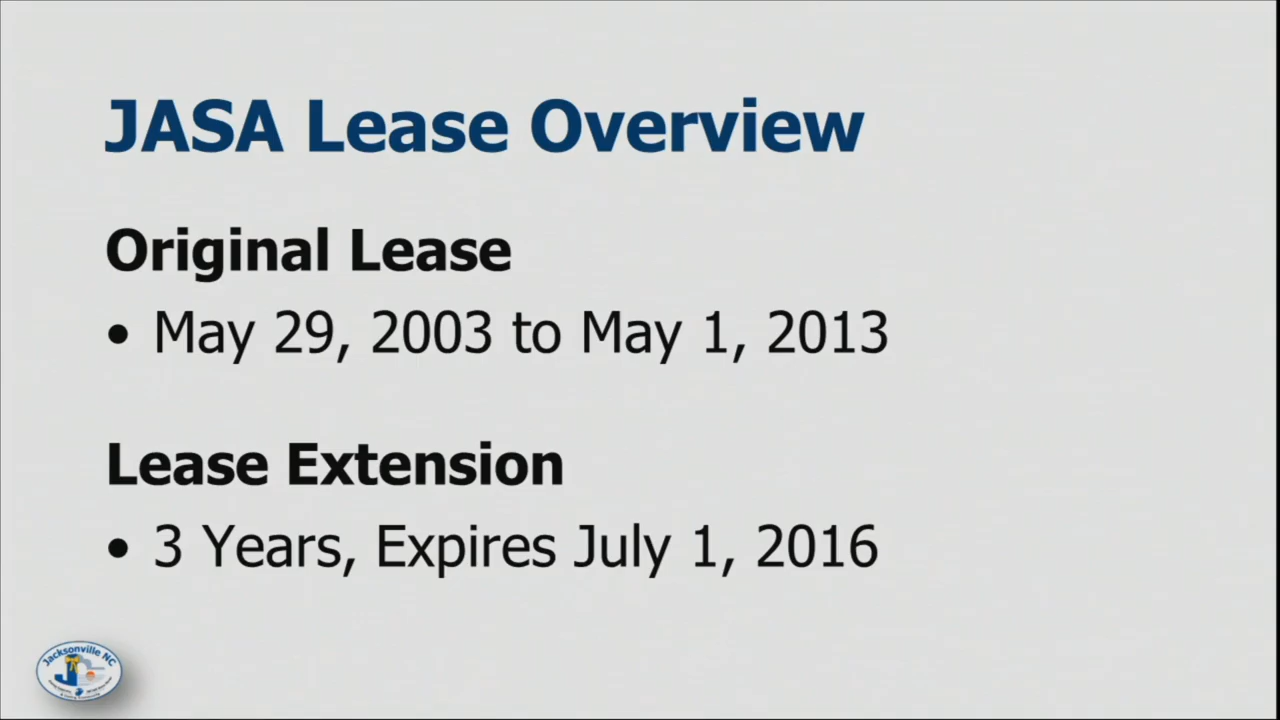 JASA Lease Overview
Original Lease
• May 29, 2003 to May 1, 2013
Lease Extension
• 3 Years, Expires July 1, 2016
Jacksonville NC